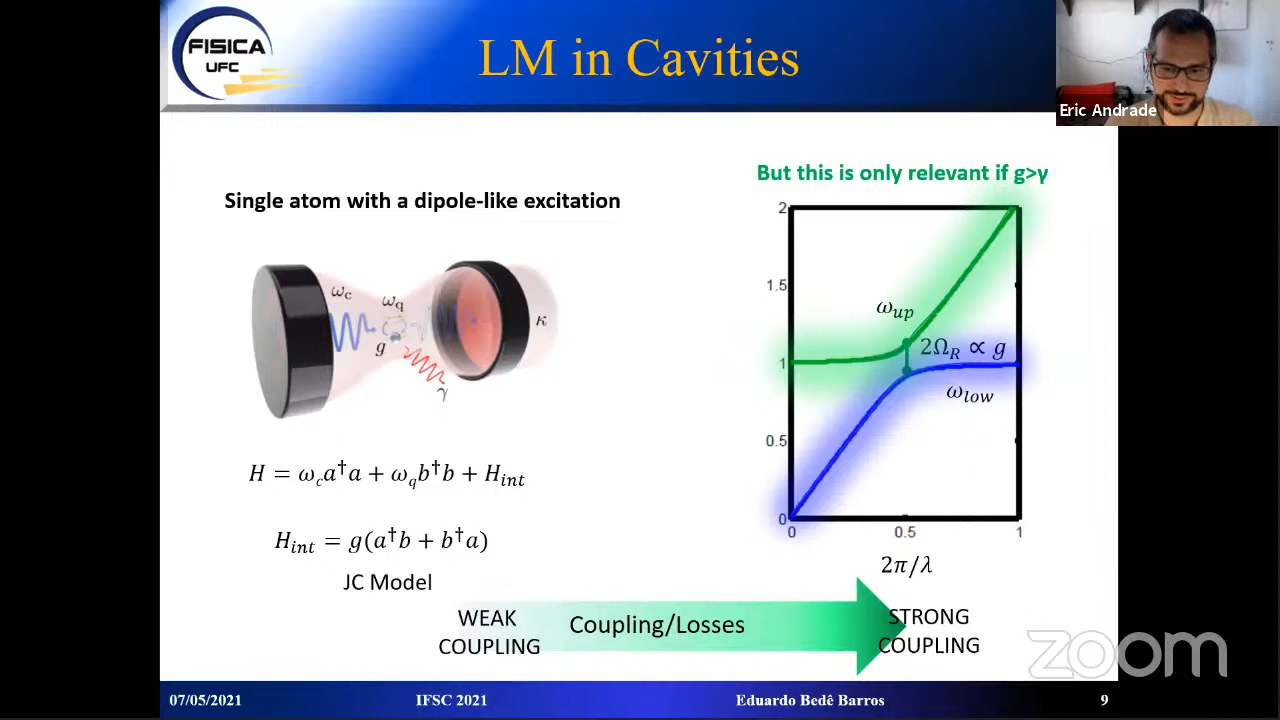 FISICA
UFC
LM in Cavities
Eric Andrade
Single atom with a dipole-like excitation
ω_c
ω_q
g
κ
γ
H = ω_c a†a + ω_q b†b + H_int
H_int = g(a†b + b†a)
JC Model
But this is only relevant if g>γ
2
1.5
1
0.5
0
ω_up
2Ω_R ∝ g
ω_low
0
0.5
1
2π/λ
WEAK
COUPLING
Coupling/Losses
STRONG
COUPLING
zoom
07/05/2021
IFSC 2021
Eduardo Bedê Barros
9